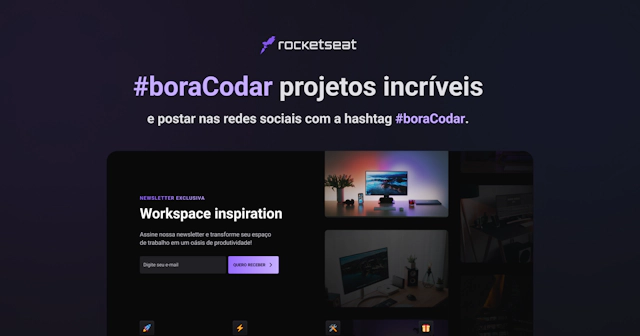 rocketseat
#boraCodar projetos incríveis
e postar nas redes sociais com a hashtag #boraCodar.
NEWSLETTER EXCLUSIVA
Workspace inspiration
Assine nossa newsletter e transforme seu espaço
de trabalho em um oásis de produtividade!
Digite seu e-mail
QUERO RECEBER